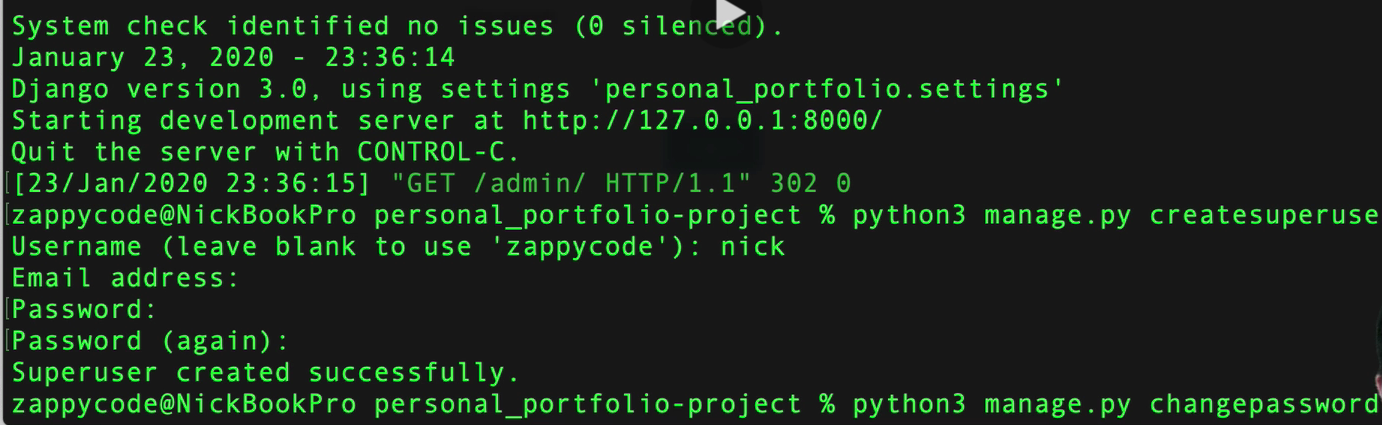 System check identified no issues (0 silenced).
January 23, 2020 - 23:36:14
Django version 3.0, using settings 'personal_portfolio.settings'
Starting development server at http://127.0.0.1:8000/
Quit the server with CONTROL-C.
[[23/Jan/2020 23:36:15] "GET /admin/ HTTP/1.1" 302 0
[zappycode@NickBookPro personal_portfolio-project % python3 manage.py createsuperuse
Username (leave blank to use 'zappycode'): nick
Email address:
[Password:
[Password (again):
Superuser created successfully.
zappycode@NickBookPro personal_portfolio-project % python3 manage.py changepassword